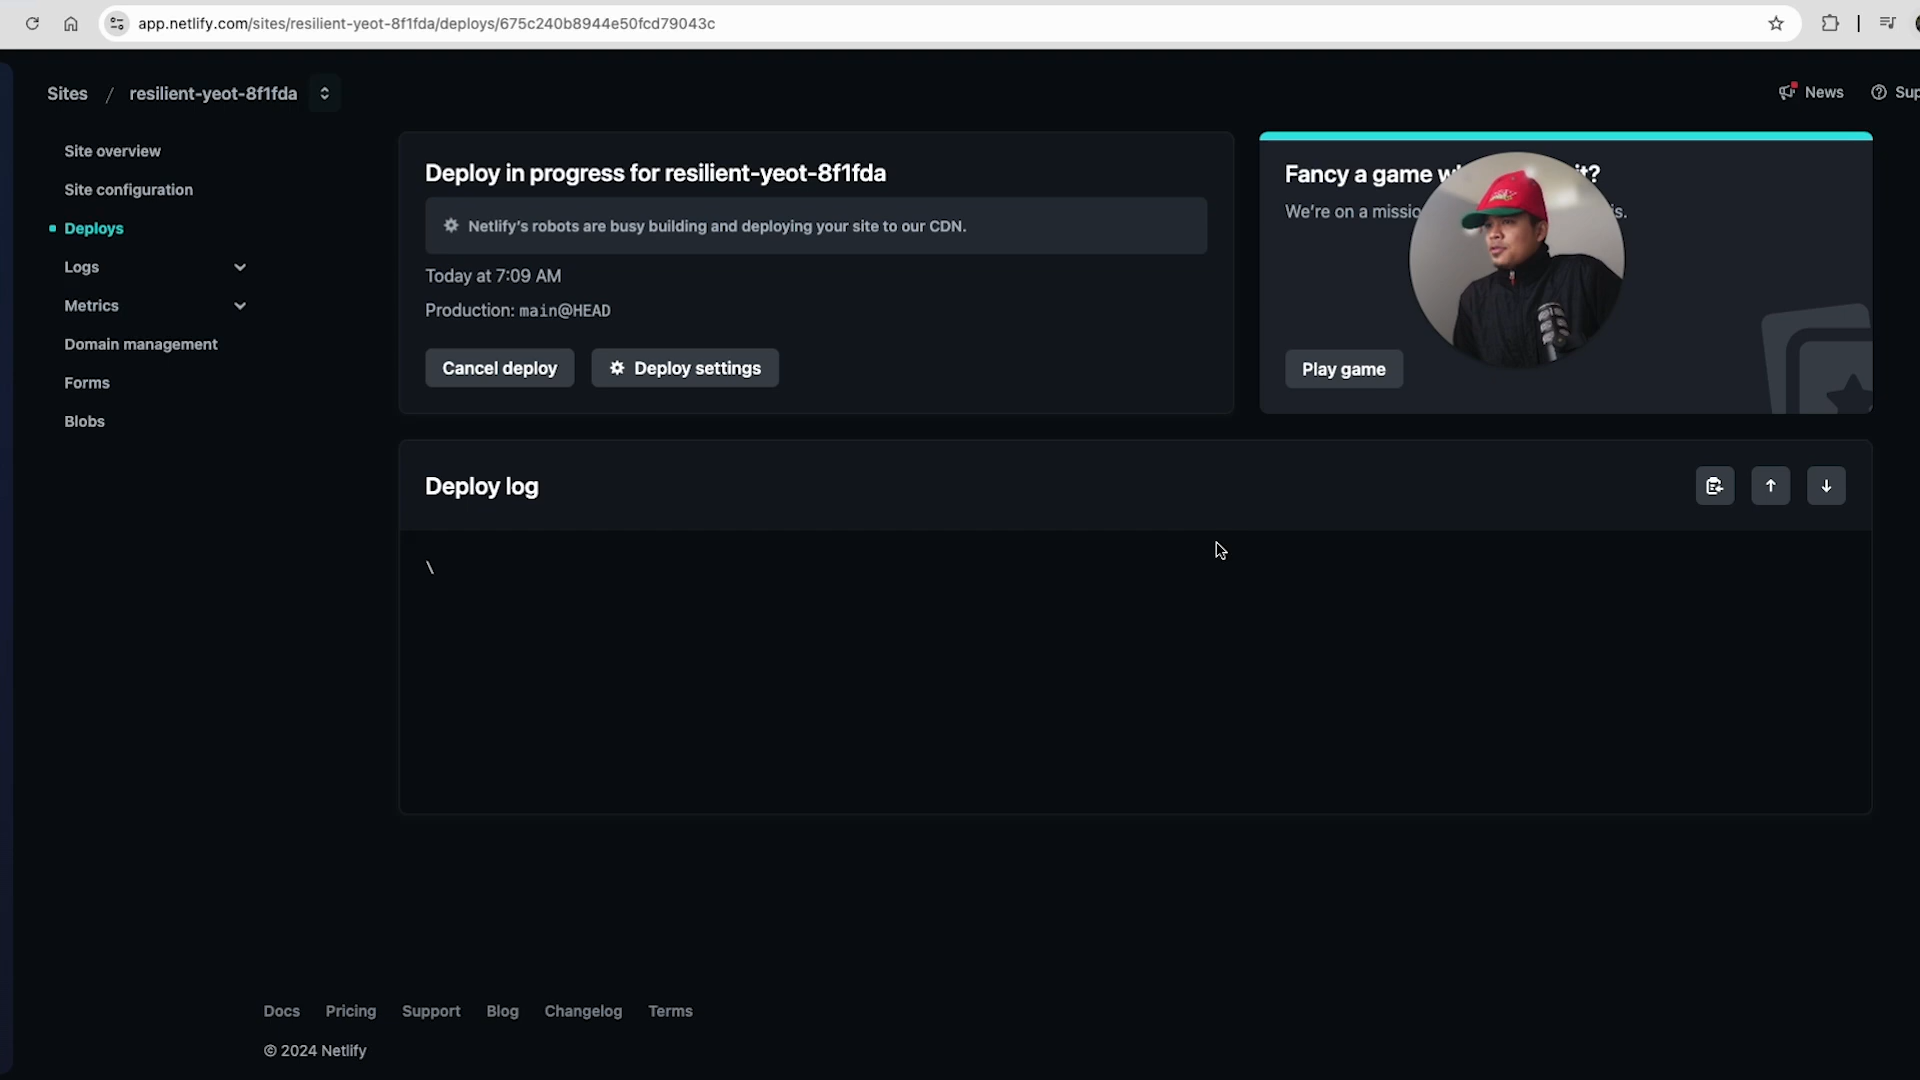 app.netlify.com/sites/resilient-yeot-8f1fda/deploys/675c240b8944e50fcd79043c
Sites / resilient-yeot-8f1fda
News
Site overview
Site configuration
Deploys
Logs
Metrics
Domain management
Forms
Blobs
Deploy in progress for resilient-yeot-8f1fda
Netlify's robots are busy building and deploying your site to our CDN.
Today at 7:09 AM
Production: main@HEAD
Cancel deploy
Deploy settings
Fancy a game
We're on a
Play game
Deploy log
\
Docs Pricing Support Blog Changelog Terms
© 2024 Netlify